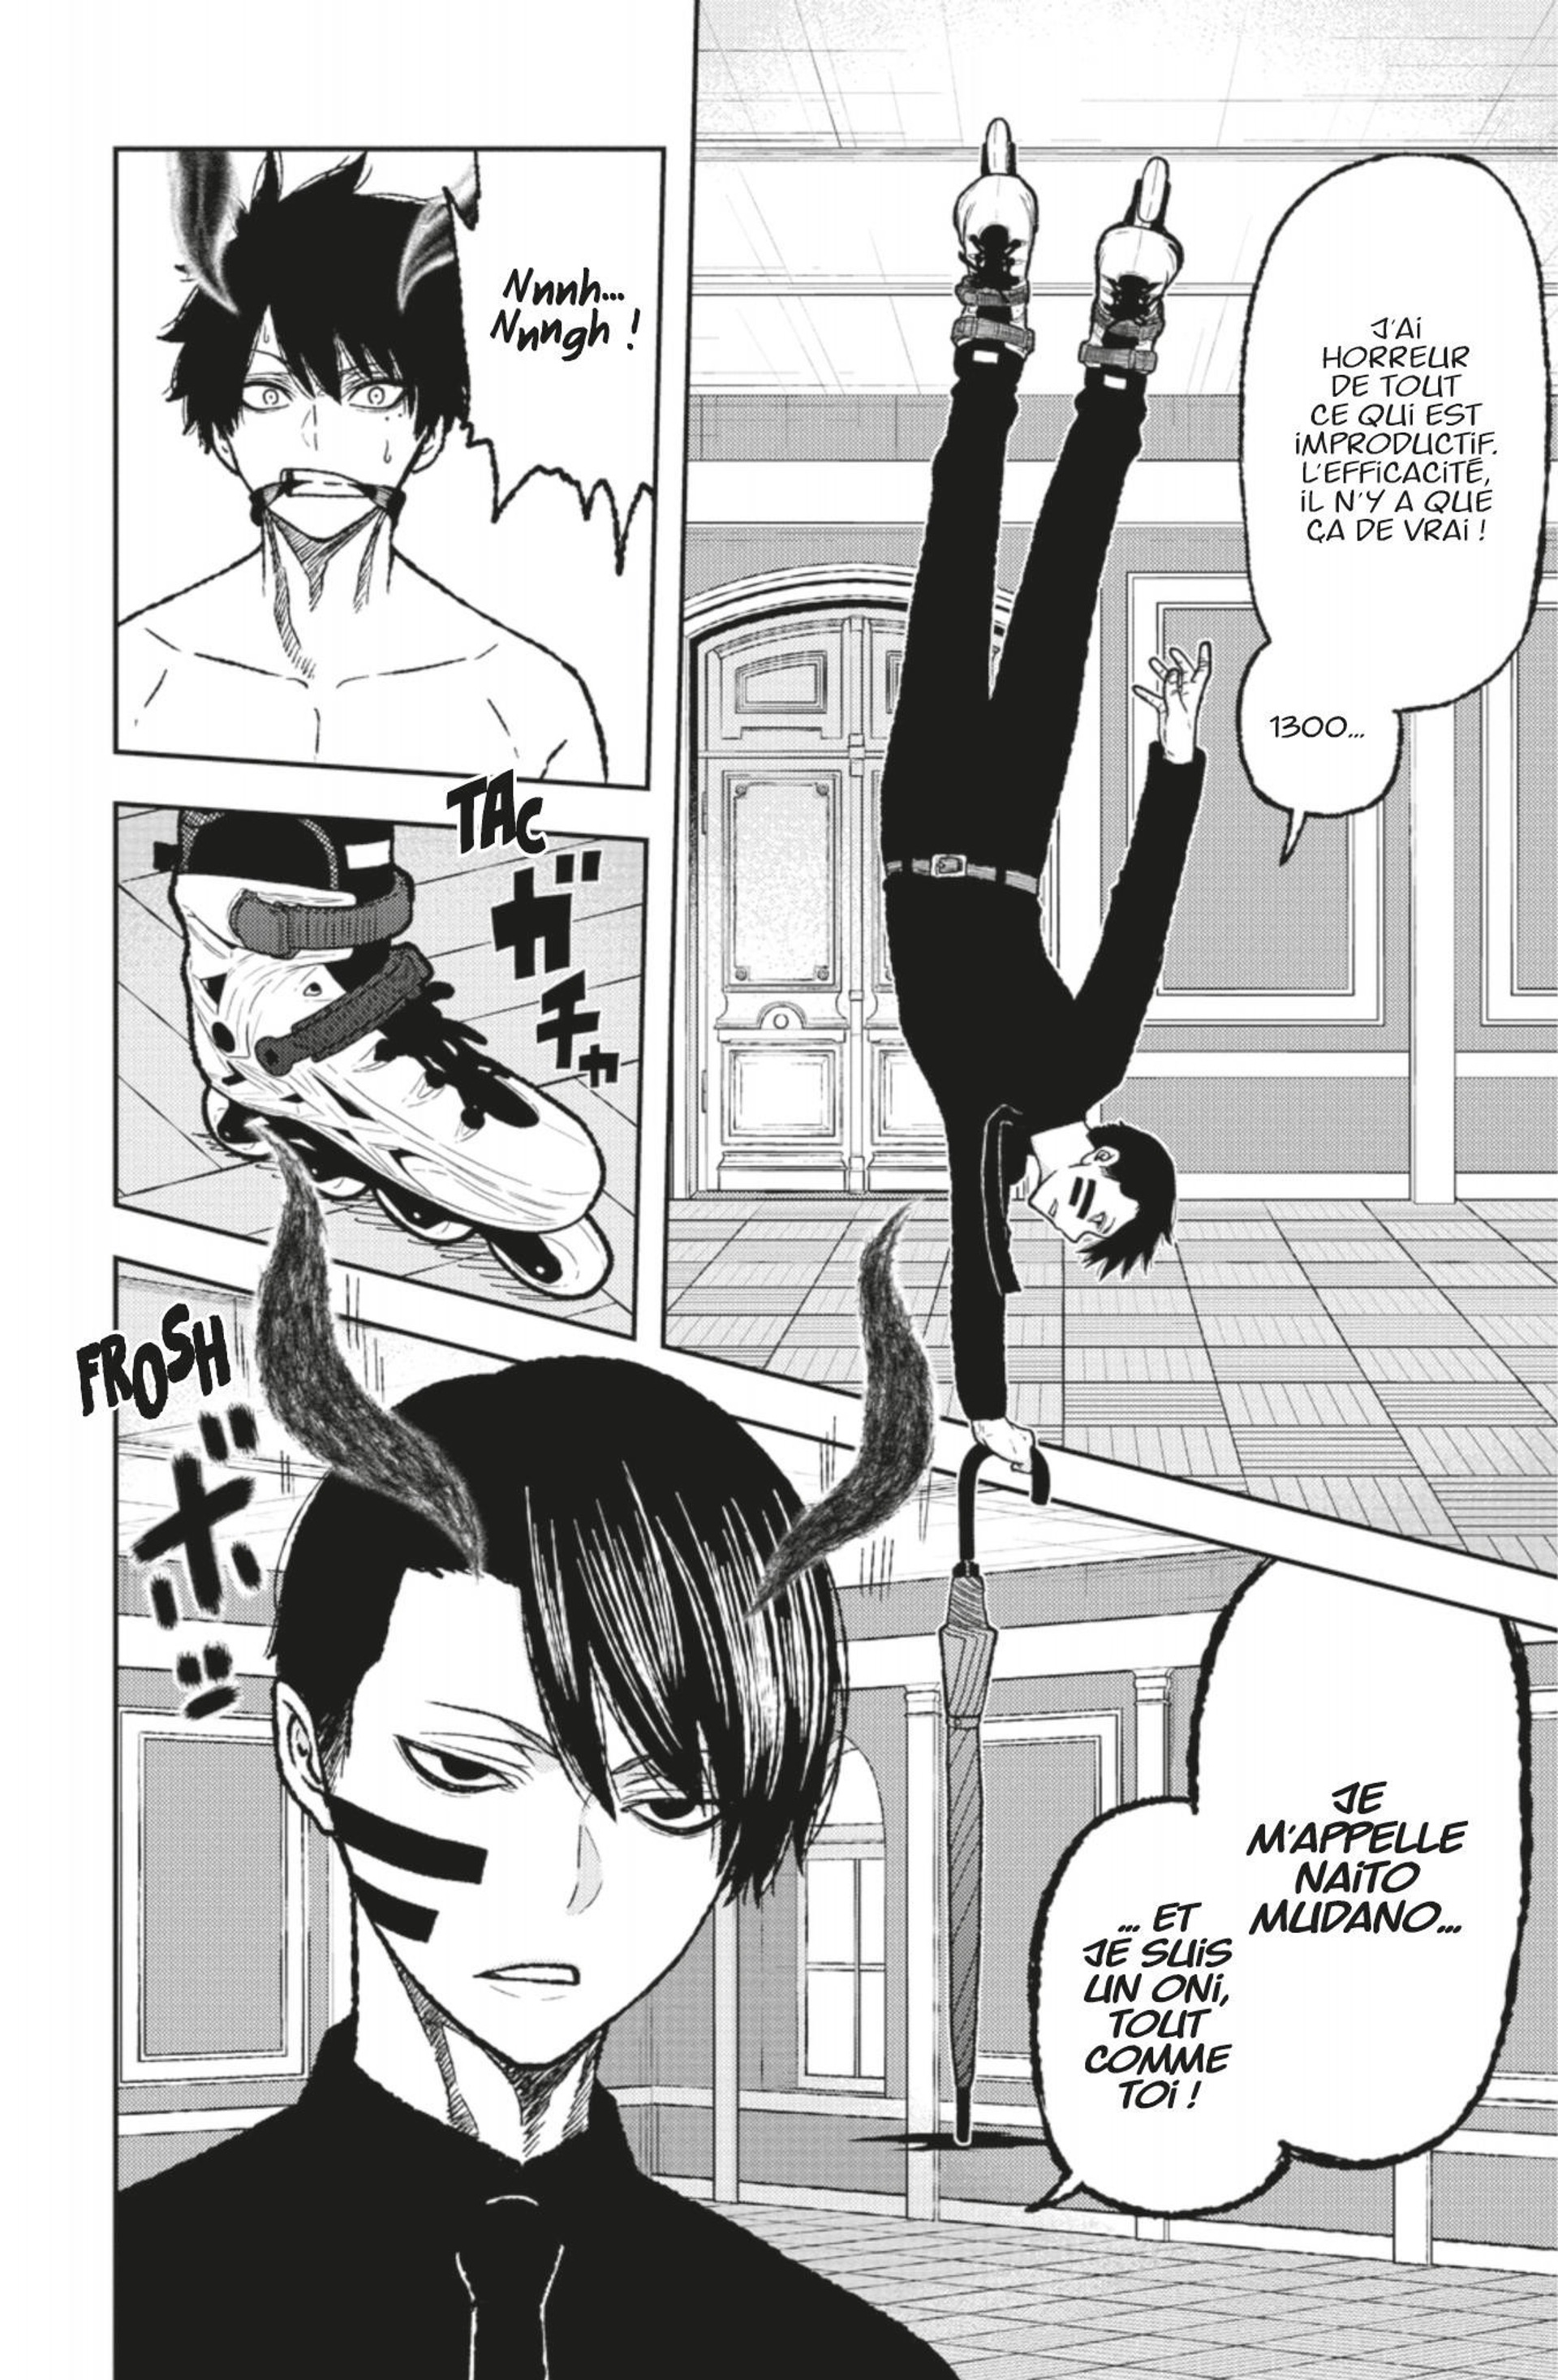 J'AI
HORREUR
DE TOUT
CE QUI EST
IMPRODUCTIF.
L'EFFICACITÉ,
IL N'Y A QUE
ÇA DE VRAI !
1300...
Nnnh...
Nnngh !
TAC
ガチャ
FROSH
ボッ
JE
M'APPELLE
NAITO
MUDANO...
... ET
JE SUIS
UN ONI,
TOUT
COMME
TOI !